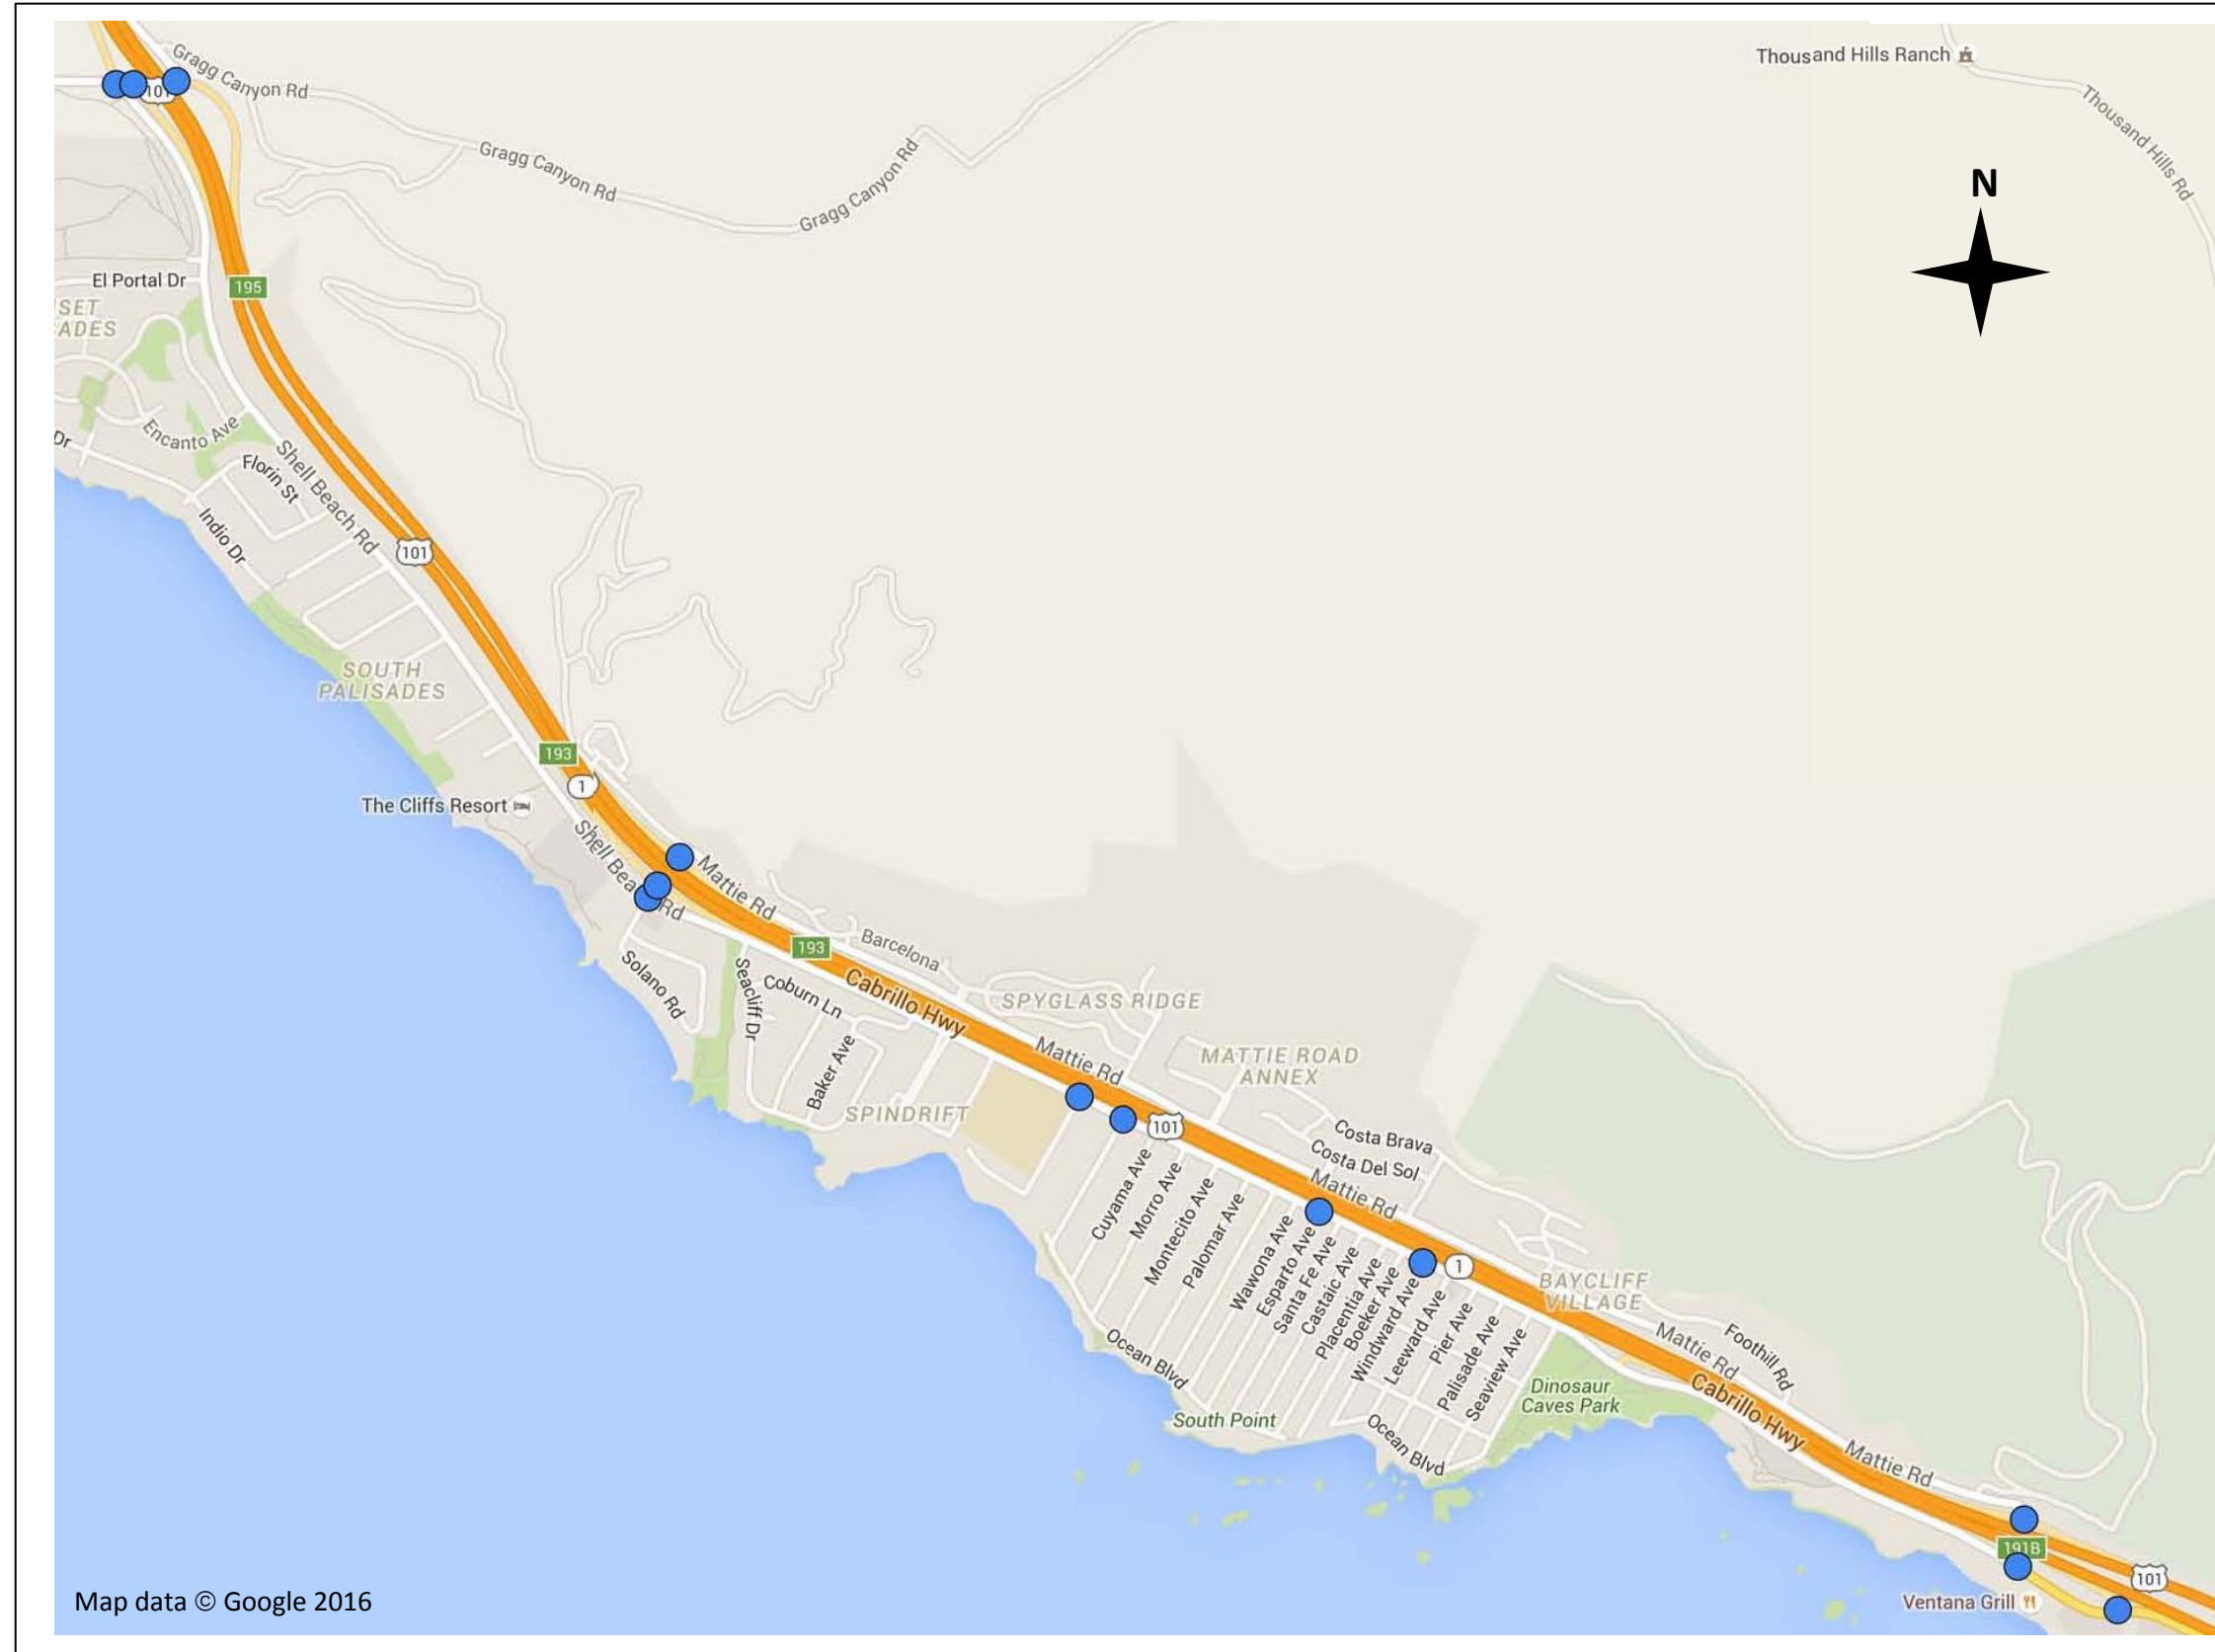 Gragg Canyon Rd
Thousand Hills Ranch
101
Thousand Hills Rd
Gragg Canyon Rd
Gragg Canyon Rd
N
El Portal Dr
195
SET
ADES
Encanto Ave
Dr
Florin St
Shell Beach Rd
Indio Dr
101
SOUTH
PALISADES
193
1
The Cliffs Resort
Shell Bea
Rd
Mattie Rd
193
Barcelona
Solano Rd
Seacliff Dr
Coburn Ln
Cabrillo Hwy
SPYGLASS RIDGE
Baker Ave
Mattie Rd
MATTIE ROAD
ANNEX
SPINDRIFT
101
Costa Brava
Costa Del Sol
Mattie Rd
Cuyama Ave
Morro Ave
Montecito Ave
Palomar Ave
Wawona Ave
Esparto Ave
Santa Fe Ave
Castaic Ave
Placentia Ave
Boeker Ave
Windward Ave
Leeward Ave
Pier Ave
Palisade Ave
Seaview Ave
1
BAYCLIFF
VILLAGE
Mattie Rd
Foothill Rd
Ocean Blvd
South Point
Dinosaur
Caves Park
Cabrillo Hwy
Ocean Blvd
Mattie Rd
191B
101
Ventana Grill
Map data © Google 2016